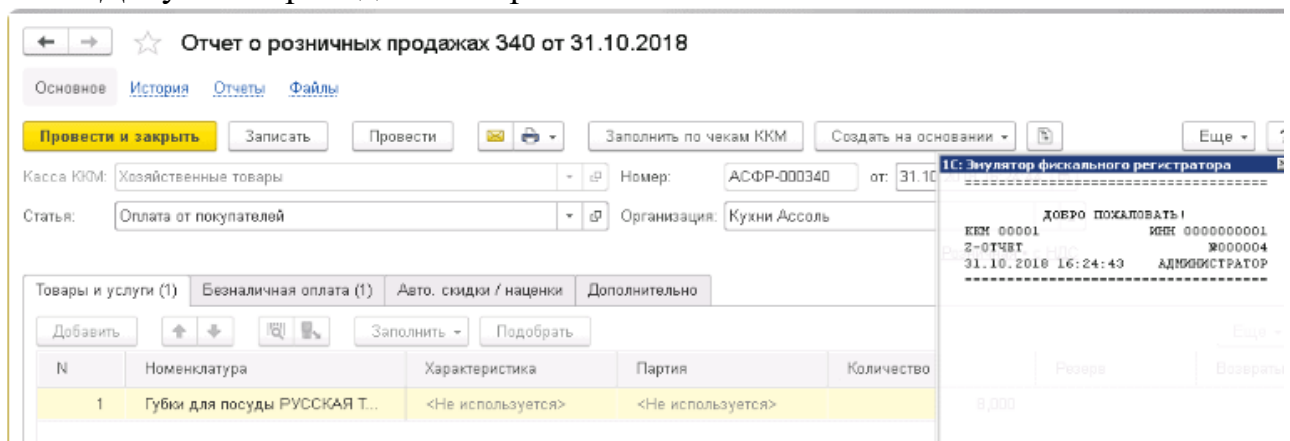 Отчет о розничных продажах 340 от 31.10.2018
Основное История Отчеты Файлы
Провести и закрыть Записать Провести Заполнить по чекам ККМ Создать на основании Еще
Касса ККМ: Хозяйственные товары Номер: АСФР-000340 от: 31.10
Статья: Оплата от покупателей Организация: Кухни Ассоль
1С: Эмулятор фискального регистратора
ДОБРО ПОЖАЛОВАТЬ!
ККМ 00001 ИНН 0000000001
Z-ОТЧЕТ №000004
31.10.2018 16:24:43 АДМИНИСТРАТОР
Товары и услуги (1) Безналичная оплата (1) Авто. скидки / наценки Дополнительно
Добавить Заполнить Подобрать Еще
N Номенклатура Характеристика Партия Количество Резерв Возвраты
1 Губки для посуды РУССКАЯ Т... <Не используется> <Не используется> 8,000